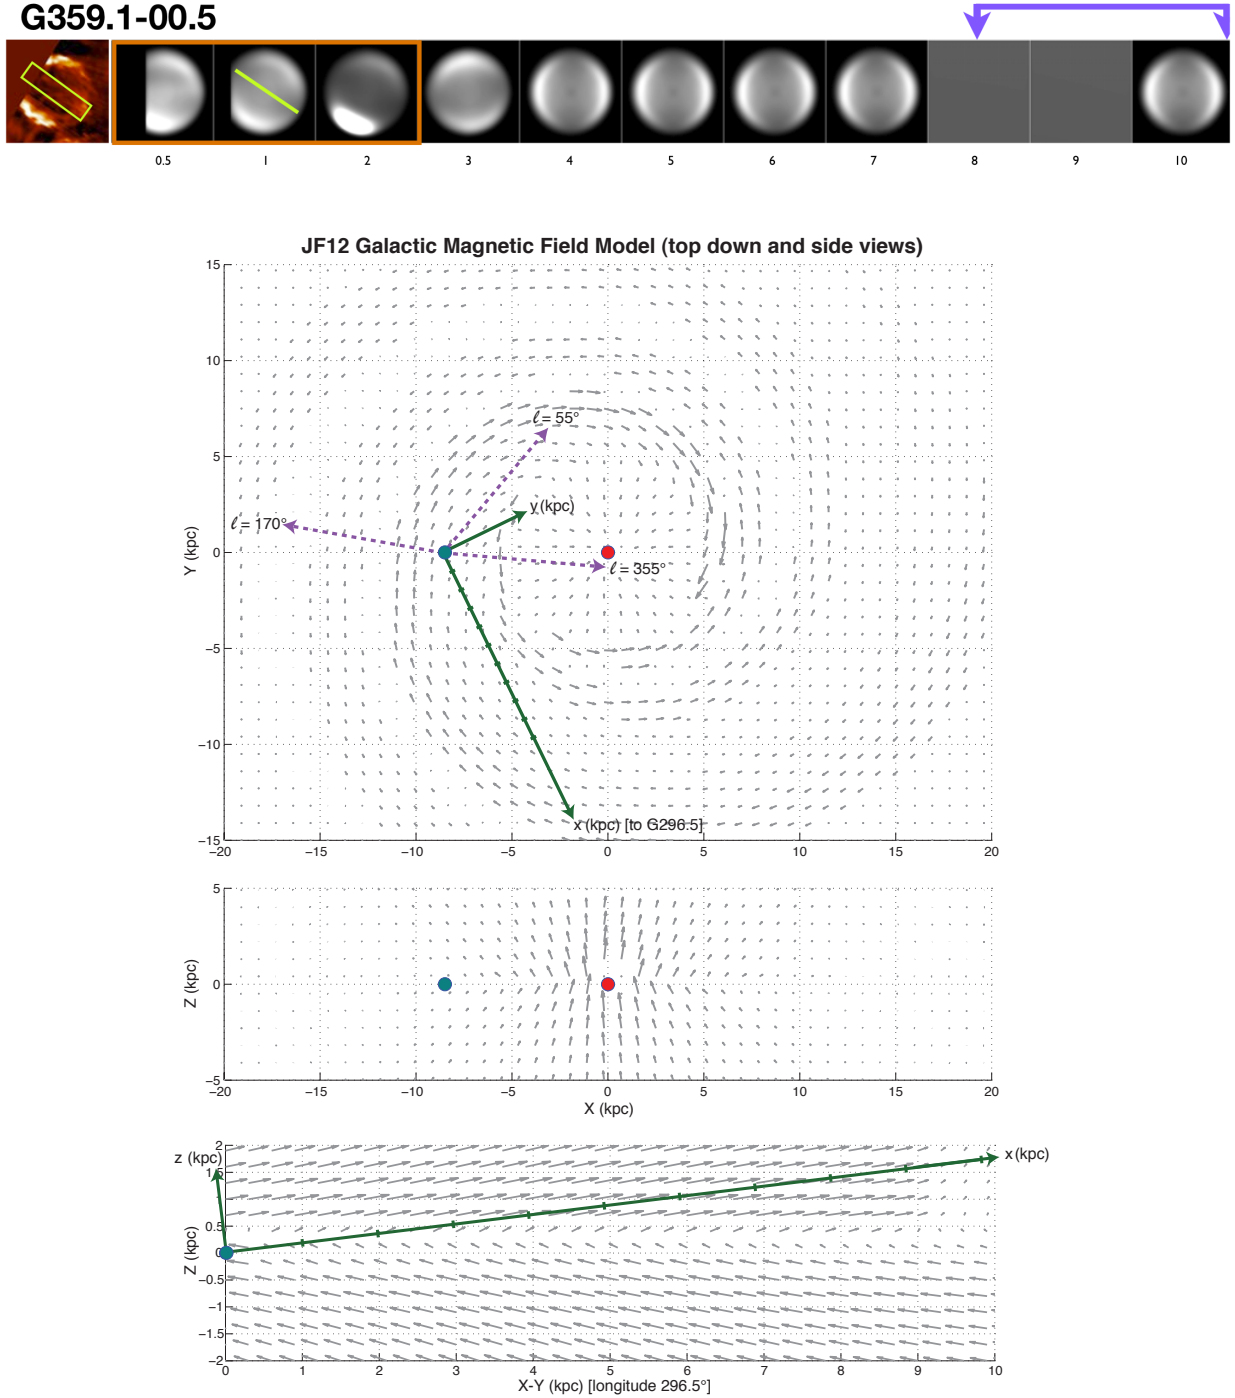 G359.1-00.5
0.5 1 2 3 4 5 6 7 8 9 10
JF12 Galactic Magnetic Field Model (top down and side views)
15
10
ℓ = 55°
5
y (kpc)
ℓ = 170°
Y (kpc)
0
ℓ = 355°
−5
−10
x (kpc) [to G296.5]
−15
−20 −15 −10 −5 0 5 10 15 20
5
Z (kpc)
0
−5
−20 −15 −10 −5 0 5 10 15 20
X (kpc)
2
z (kpc)
x (kpc)
1.5
0.5
Z (kpc)
0
−0.5
−1
−1.5
−2
0 1 2 3 4 5 6 7 8 9 10
X-Y (kpc) [longitude 296.5°]